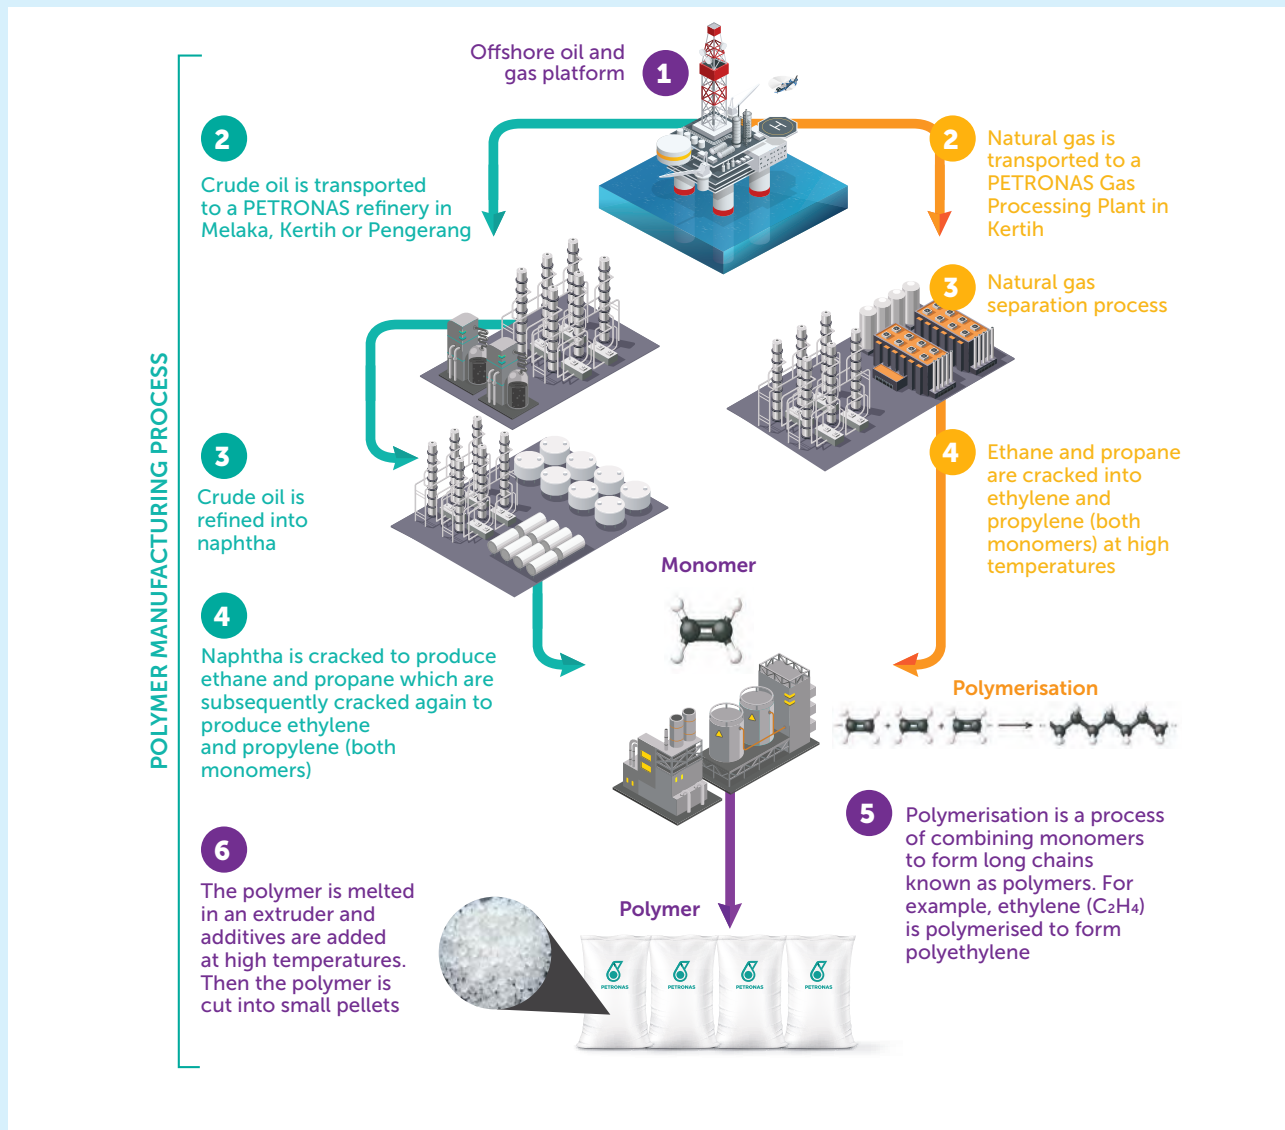 Offshore oil and
gas platform
1
2
Crude oil is transported
to a PETRONAS refinery in
Melaka, Kertih or Pengerang
2
Natural gas is
transported to a
PETRONAS Gas
Processing Plant in
Kertih
H
3
Natural gas
separation process
POLYMER MANUFACTURING PROCESS
3
Crude oil is
refined into
naphtha
4
Ethane and propane
are cracked into
ethylene and
propylene (both
monomers) at high
temperatures
Monomer
4
Naphtha is cracked to produce
ethane and propane which are
subsequently cracked again to
produce ethylene
and propylene (both
monomers)
Polymerisation
+ +
5
Polymerisation is a process
of combining monomers
to form long chains
known as polymers. For
example, ethylene (C₂H₄)
is polymerised to form
polyethylene
6
The polymer is melted
in an extruder and
additives are added
at high temperatures.
Then the polymer is
cut into small pellets
Polymer
PETRONAS
PETRONAS
PETRONAS
PETRONAS